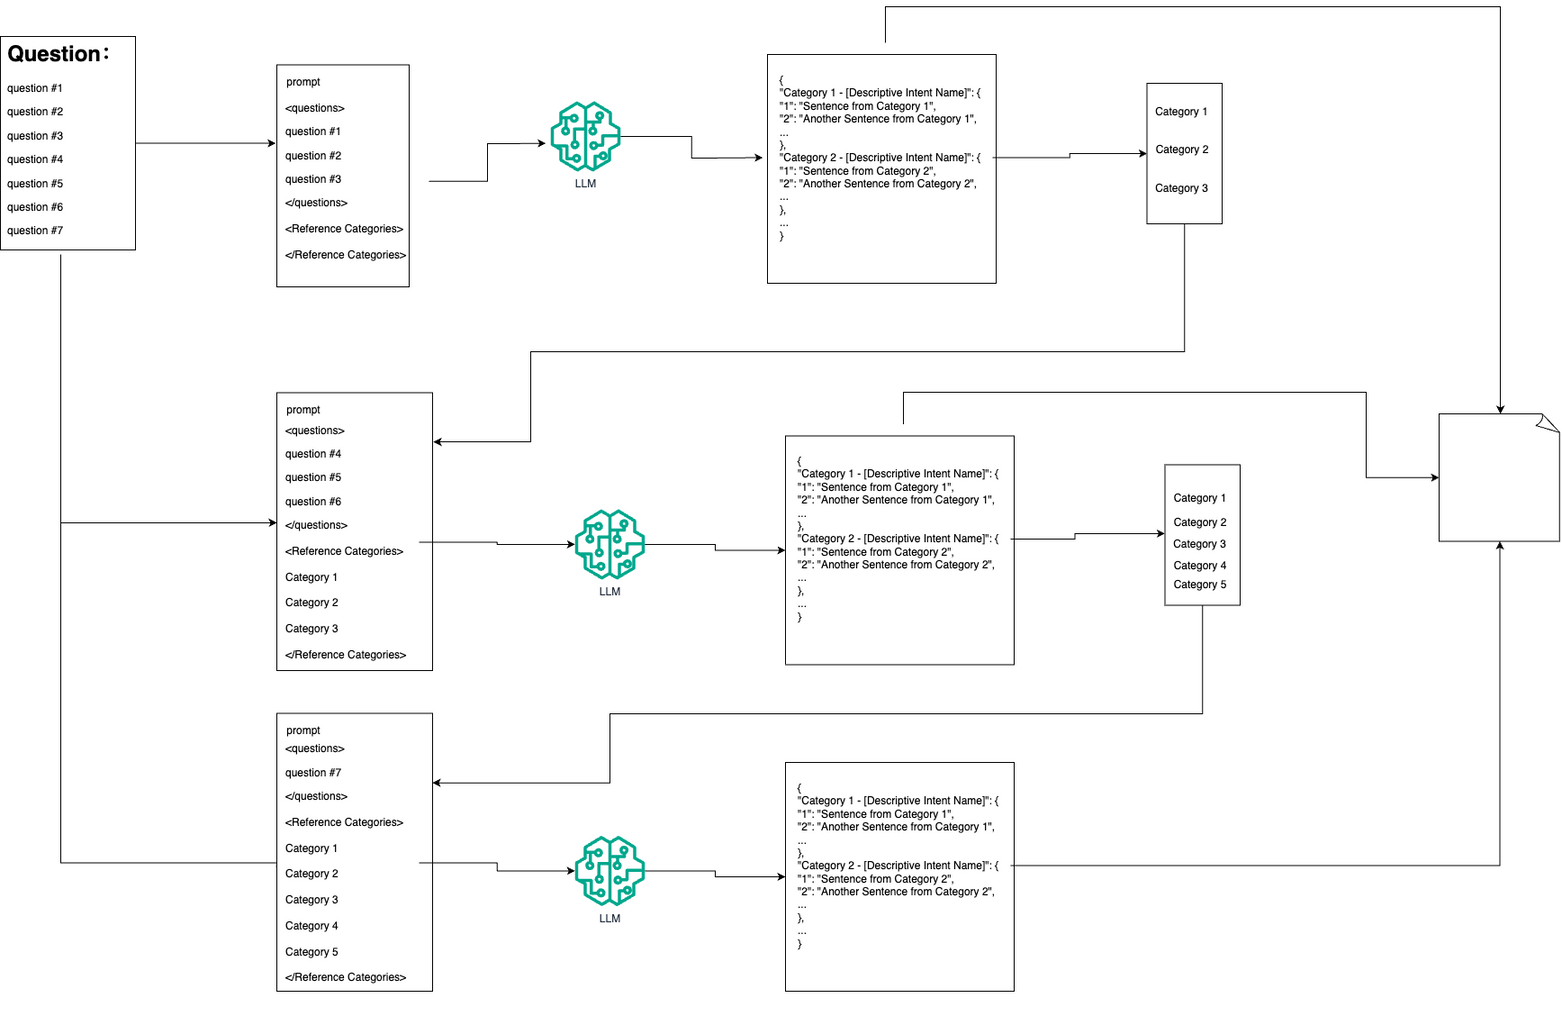 Question:
question #1
question #2
question #3
question #4
question #5
question #6
question #7
prompt
<questions>
question #1
question #2
question #3
</questions>
<Reference Categories>
</Reference Categories>
LLM
{
"Category 1 - [Descriptive Intent Name]": {
"1": "Sentence from Category 1",
"2": "Another Sentence from Category 1",
...
},
"Category 2 - [Descriptive Intent Name]": {
"1": "Sentence from Category 2",
"2": "Another Sentence from Category 2",
...
},
...
}
Category 1
Category 2
Category 3
prompt
<questions>
question #4
question #5
question #6
</questions>
<Reference Categories>
Category 1
Category 2
Category 3
</Reference Categories>
LLM
{
"Category 1 - [Descriptive Intent Name]": {
"1": "Sentence from Category 1",
"2": "Another Sentence from Category 1",
...
},
"Category 2 - [Descriptive Intent Name]": {
"1": "Sentence from Category 2",
"2": "Another Sentence from Category 2",
...
},
...
}
Category 1
Category 2
Category 3
Category 4
Category 5
prompt
<questions>
question #7
</questions>
<Reference Categories>
Category 1
Category 2
Category 3
Category 4
Category 5
</Reference Categories>
LLM
{
"Category 1 - [Descriptive Intent Name]": {
"1": "Sentence from Category 1",
"2": "Another Sentence from Category 1",
...
},
"Category 2 - [Descriptive Intent Name]": {
"1": "Sentence from Category 2",
"2": "Another Sentence from Category 2",
...
},
...
}